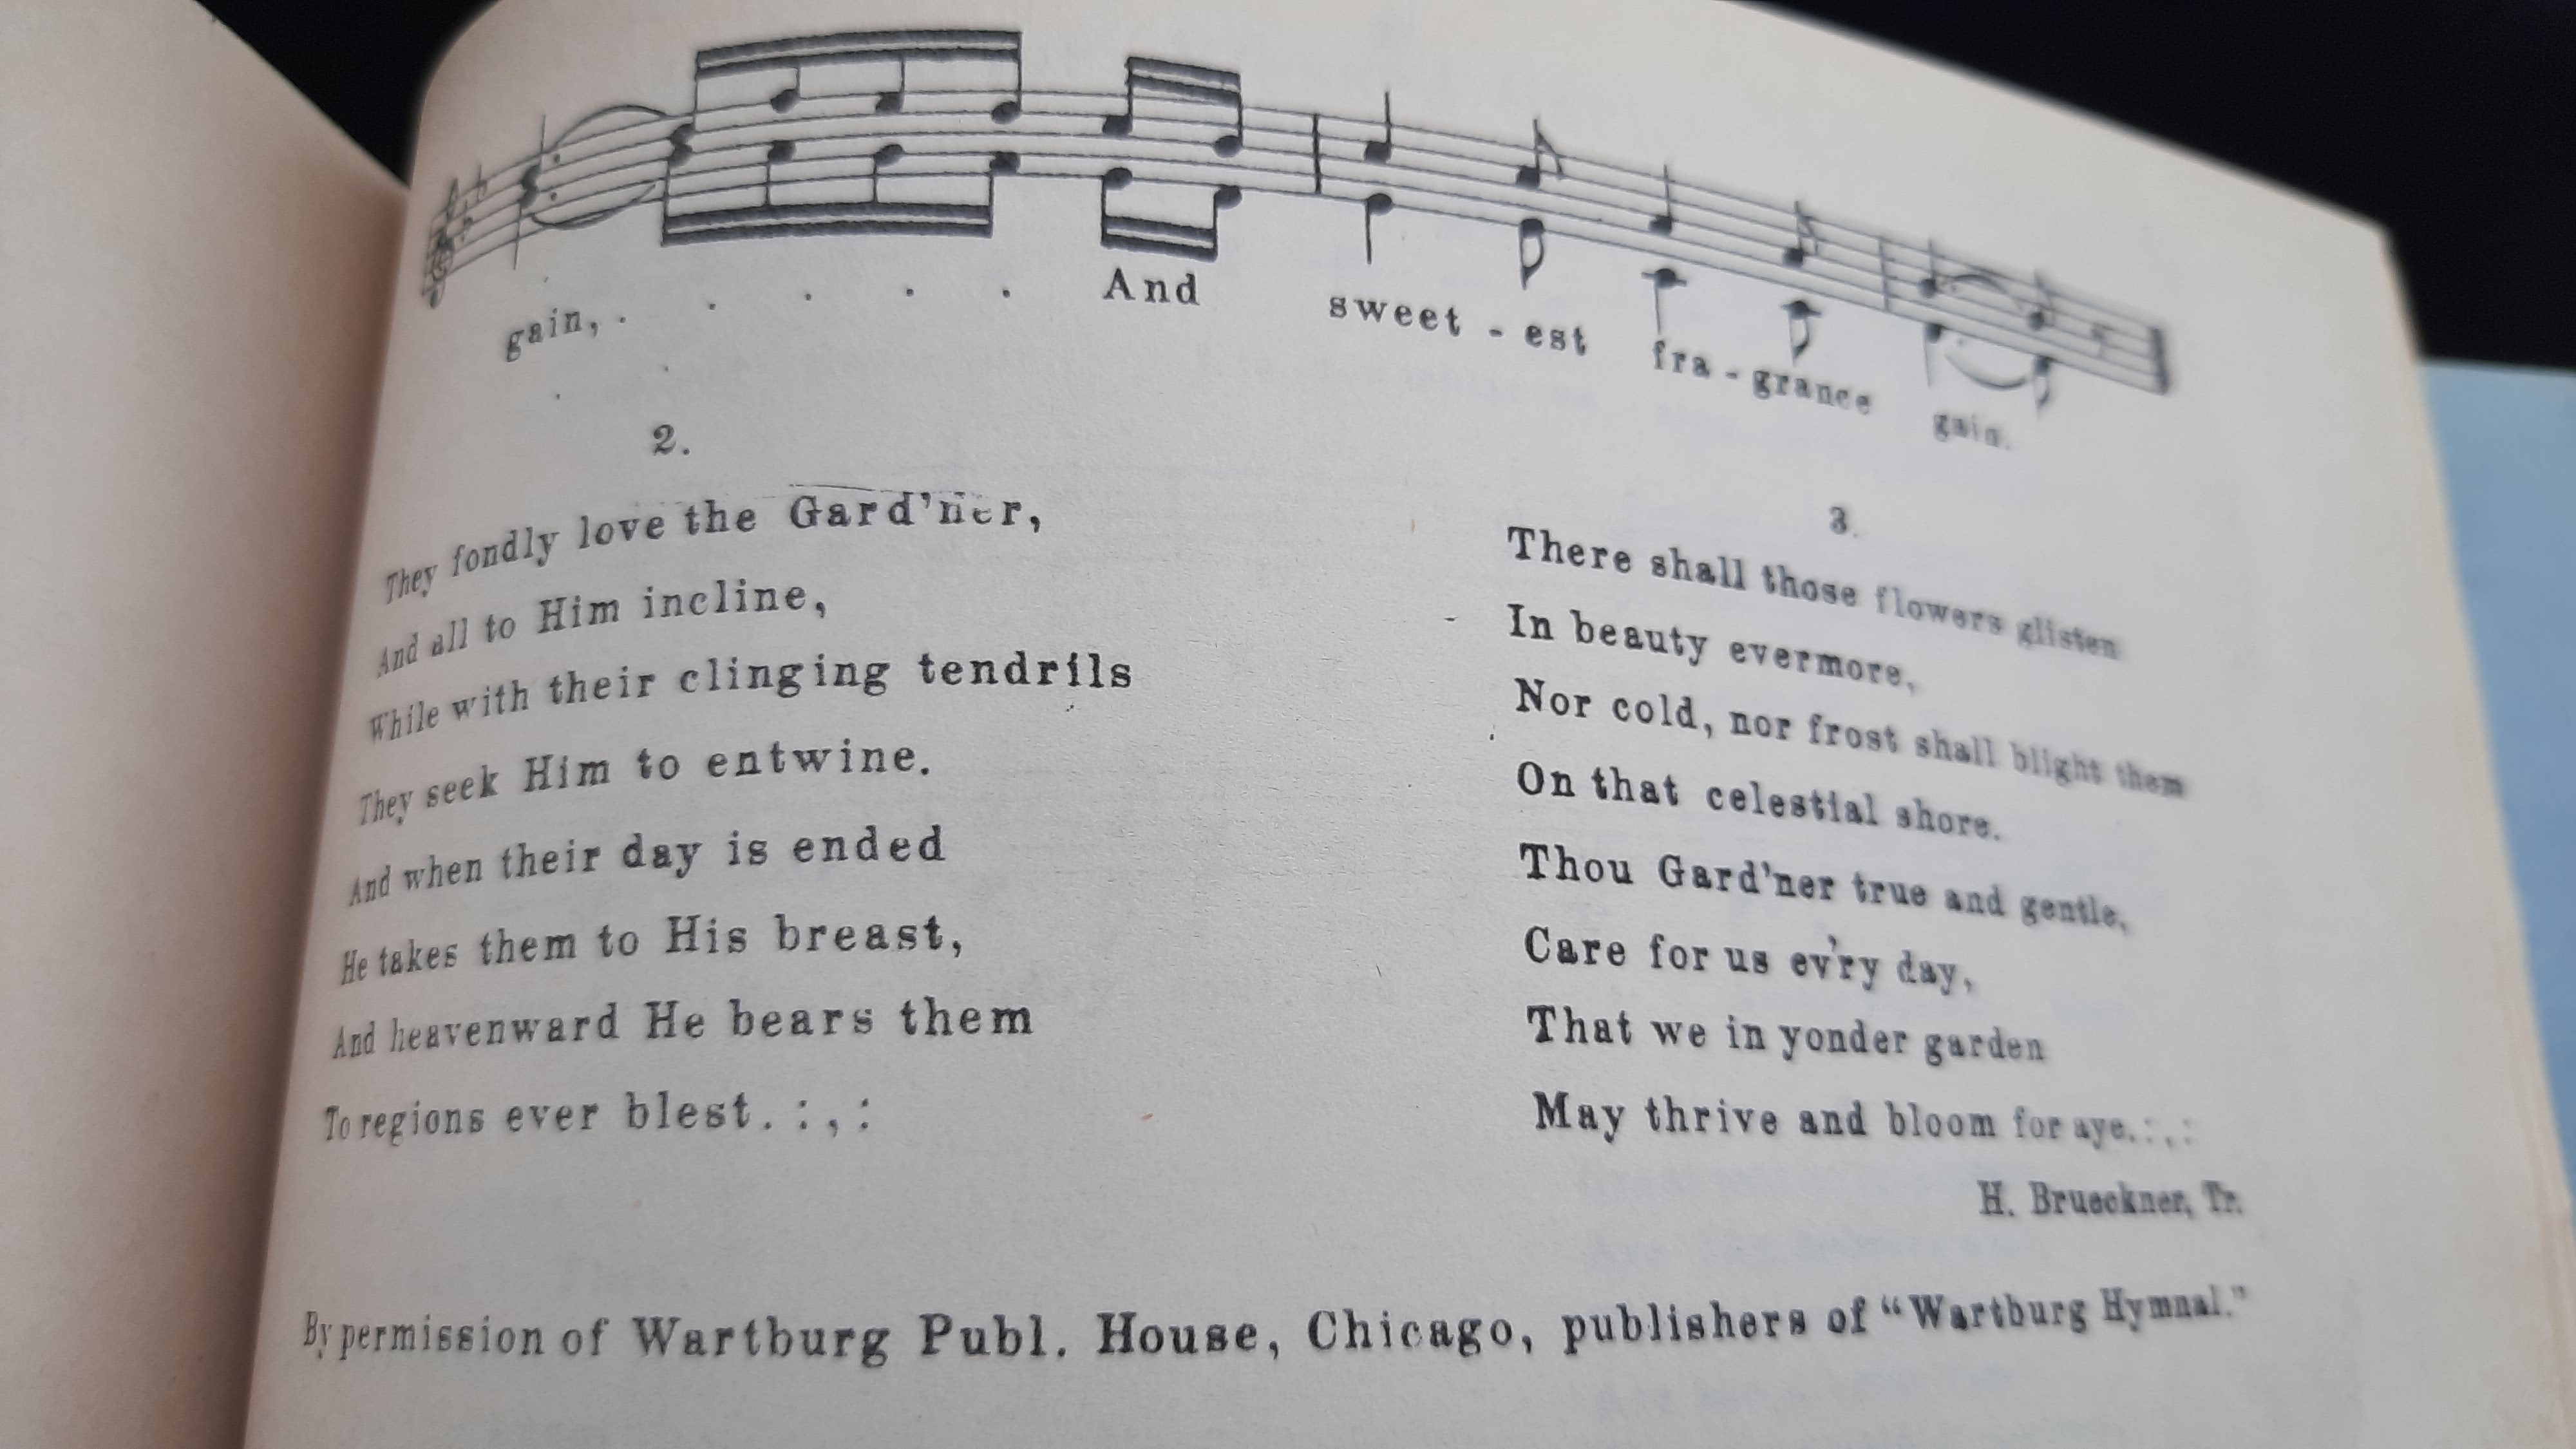 gain, . . . . . And sweet - est fra - grance gain.
2.
They fondly love the Gard'ner,
And all to Him incline,
While with their clinging tendrils
They seek Him to entwine.
And when their day is ended
He takes them to His breast,
And heavenward He bears them
To regions ever blest. : , :
3.
There shall those flowers glisten
In beauty evermore,
Nor cold, nor frost shall blight them
On that celestial shore.
Thou Gard'ner true and gentle,
Care for us ev'ry day,
That we in yonder garden
May thrive and bloom for aye. : , :
H. Brueckner, Tr.
By permission of Wartburg Publ. House, Chicago, publishers of "Wartburg Hymnal."